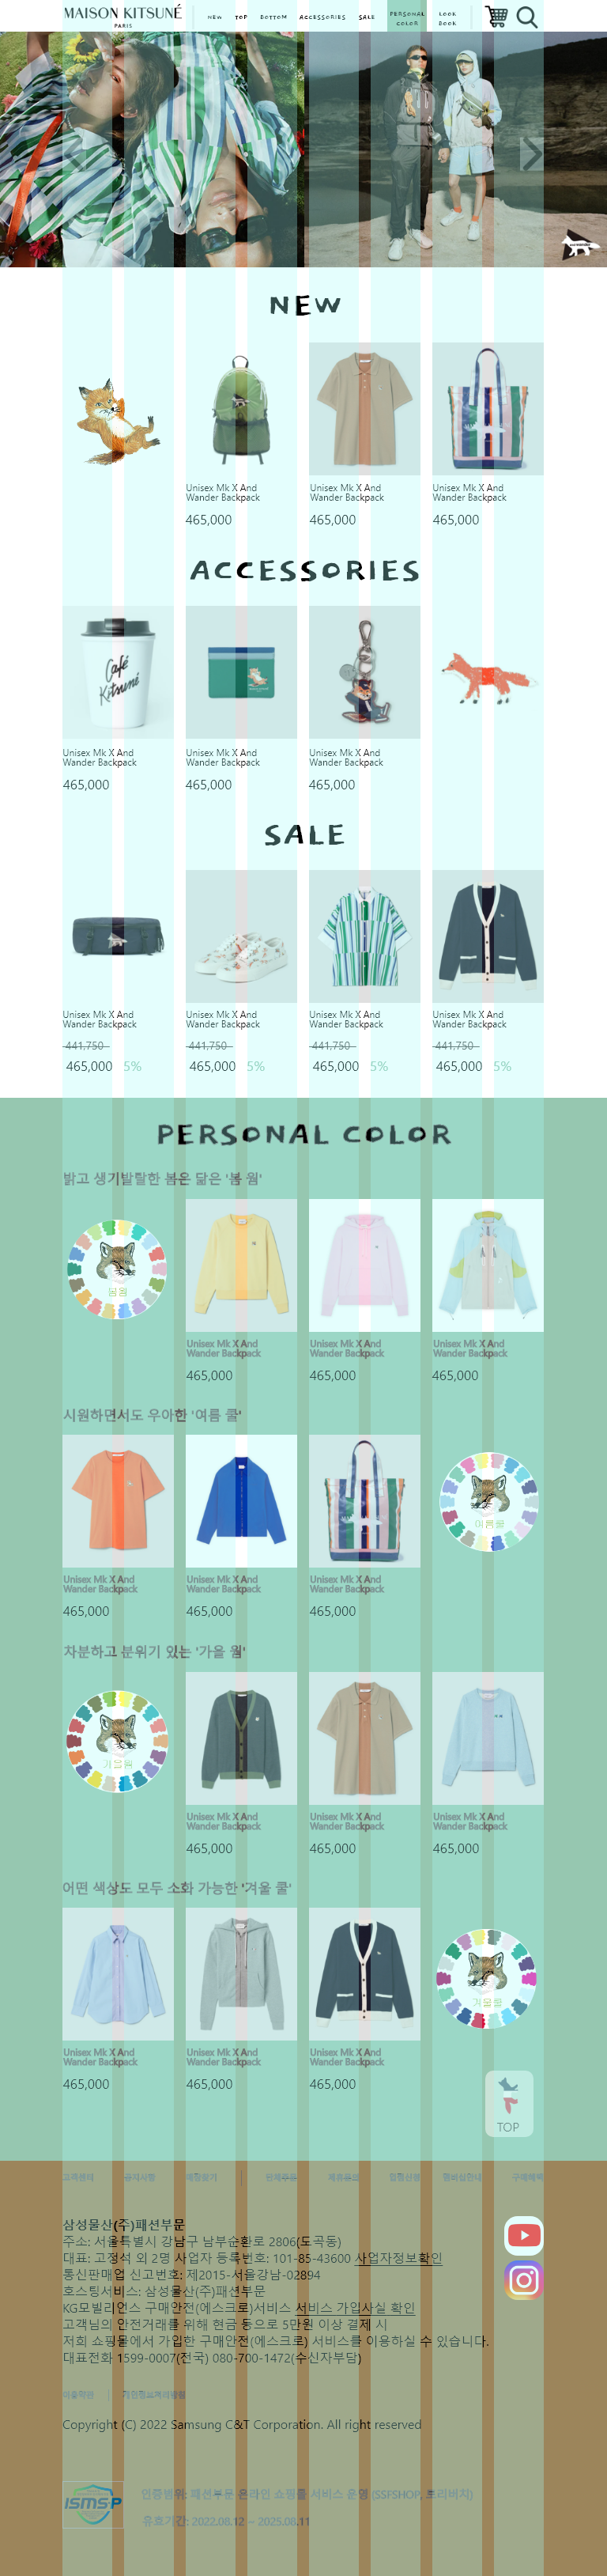 MAISON KITSUNÉ
PARIS
NEW TOP BOTTOM ACCESSORIES SALE PERSONAL COLOR LOOK BOOK
NEW
Unisex Mk X And
Wander Backpack
465,000
Unisex Mk X And
Wander Backpack
465,000
Unisex Mk X And
Wander Backpack
465,000
ACCESSORIES
Café
Kitsuné
Unisex Mk X And
Wander Backpack
465,000
Unisex Mk X And
Wander Backpack
465,000
Unisex Mk X And
Wander Backpack
465,000
SALE
Unisex Mk X And
Wander Backpack
441,750
465,000 5%
Unisex Mk X And
Wander Backpack
441,750
465,000 5%
Unisex Mk X And
Wander Backpack
441,750
465,000 5%
Unisex Mk X And
Wander Backpack
441,750
465,000 5%
PERSONAL COLOR
밝고 생기발랄한 봄은 닮은 '봄 웜'
봄웜
Unisex Mk X And
Wander Backpack
465,000
Unisex Mk X And
Wander Backpack
465,000
Unisex Mk X And
Wander Backpack
465,000
시원하면서도 우아한 '여름 쿨'
Unisex Mk X And
Wander Backpack
465,000
Unisex Mk X And
Wander Backpack
465,000
Unisex Mk X And
Wander Backpack
465,000
여름쿨
차분하고 분위기 있는 '가을 웜'
가을웜
Unisex Mk X And
Wander Backpack
465,000
Unisex Mk X And
Wander Backpack
465,000
Unisex Mk X And
Wander Backpack
465,000
어떤 색상도 모두 소화 가능한 '겨울 쿨'
Unisex Mk X And
Wander Backpack
465,000
Unisex Mk X And
Wander Backpack
465,000
Unisex Mk X And
Wander Backpack
465,000
겨울쿨
TOP
고객센터 공지사항 매장찾기 단체주문 제휴문의 입점신청 멤버십안내 구매혜택
삼성물산(주)패션부문
주소: 서울특별시 강남구 남부순환로 2806(도곡동)
대표: 고정석 외 2명 사업자 등록번호: 101-85-43600 사업자정보확인
통신판매업 신고번호: 제2015-서울강남-02894
호스팅서비스: 삼성물산(주)패션부문
KG모빌리언스 구매안전(에스크로)서비스 서비스 가입사실 확인
고객님의 안전거래를 위해 현금 등으로 5만원 이상 결제 시
저희 쇼핑몰에서 가입한 구매안전(에스크로) 서비스를 이용하실 수 있습니다.
대표전화 1599-0007(전국) 080-700-1472(수신자부담)
이용약관 개인정보처리방침
Copyright (C) 2022 Samsung C&T Corporation. All right reserved
ISMS-P
인증범위: 패션부문 온라인 쇼핑몰 서비스 운영 (SSFSHOP, 토리버치)
유효기간: 2022.08.12 ~ 2025.08.11